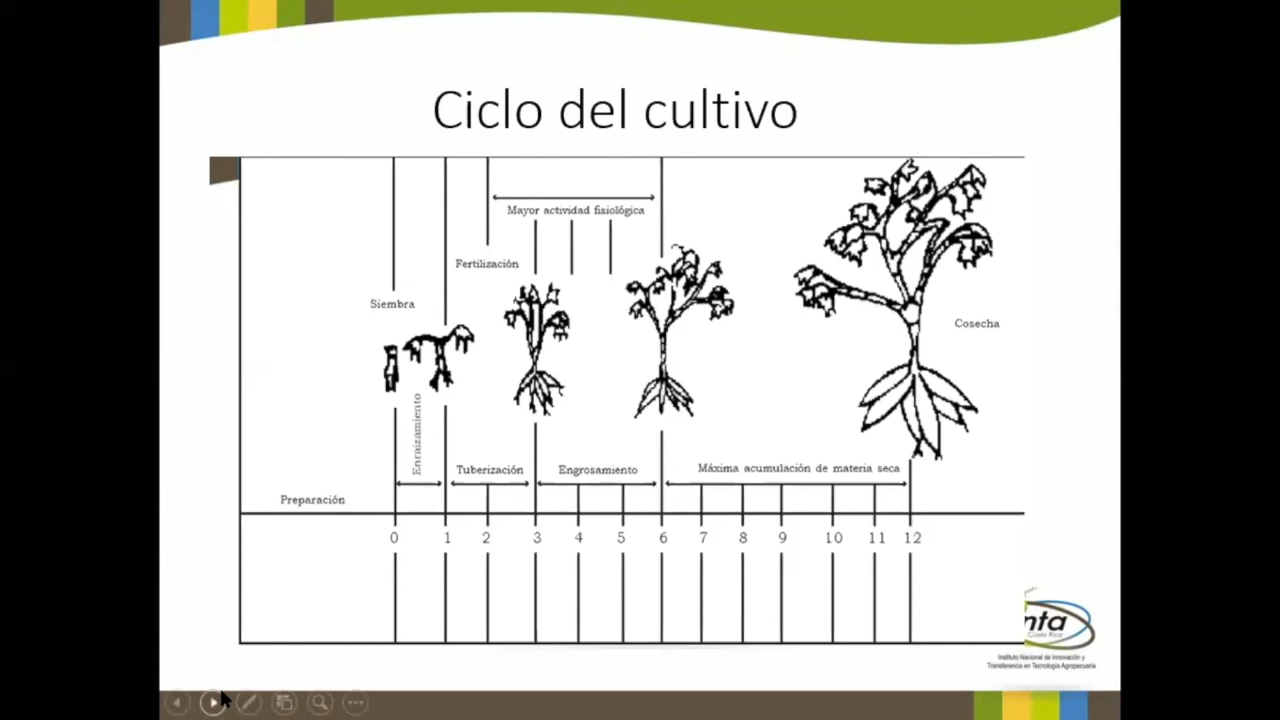 Ciclo del cultivo
Mayor actividad fisiológica
Fertilización
Siembra
Cosecha
Enraizamiento
Tuberización
Engrosamiento
Máxima acumulación de materia seca
Preparación
0 1 2 3 4 5 6 7 8 9 10 11 12
nta
Costa Rica
Instituto Nacional de Innovación y
Transferencia en Tecnología Agropecuaria